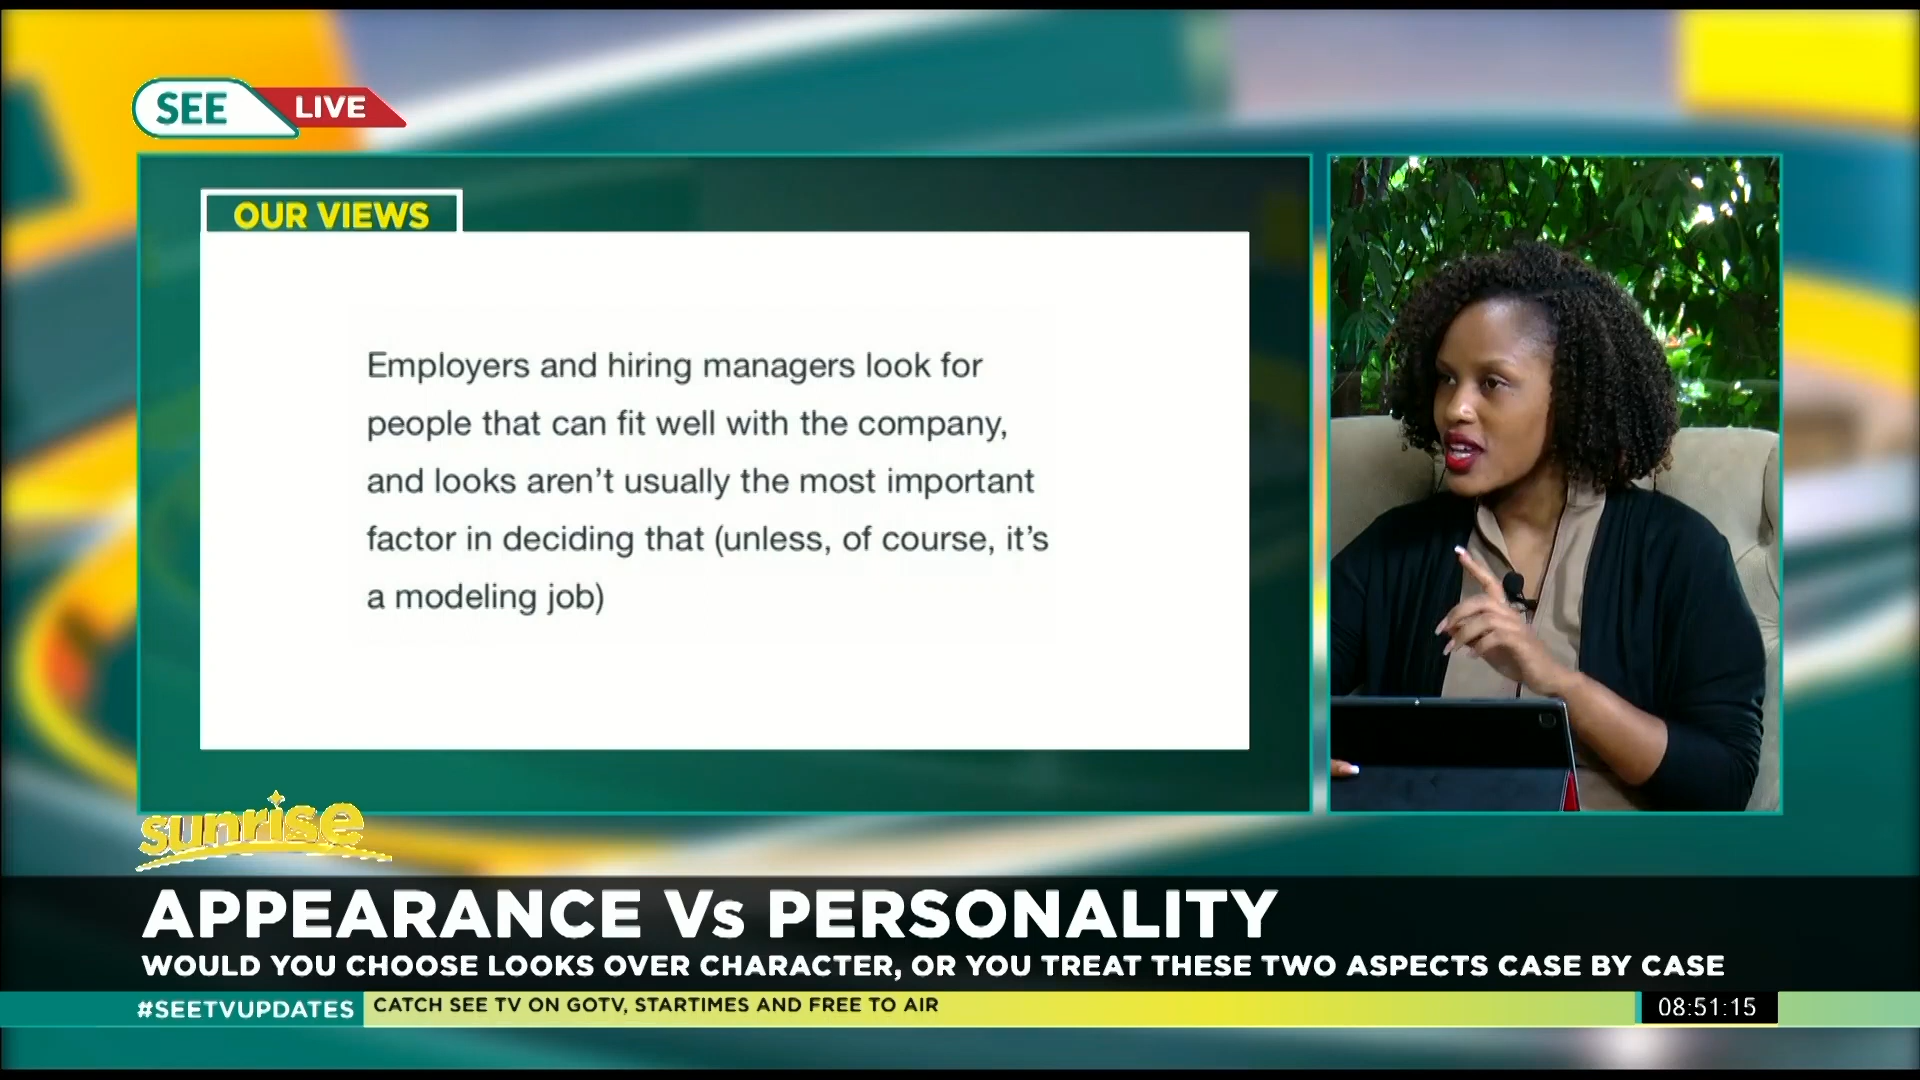 SEE
LIVE
OUR VIEWS
Employers and hiring managers look for
people that can fit well with the company,
and looks aren't usually the most important
factor in deciding that (unless, of course, it's
a modeling job)
sunrise
APPEARANCE Vs PERSONALITY
WOULD YOU CHOOSE LOOKS OVER CHARACTER, OR YOU TREAT THESE TWO ASPECTS CASE BY CASE
#SEETVUPDATES
CATCH SEE TV ON GOTV, STARTIMES AND FREE TO AIR
08:51:15